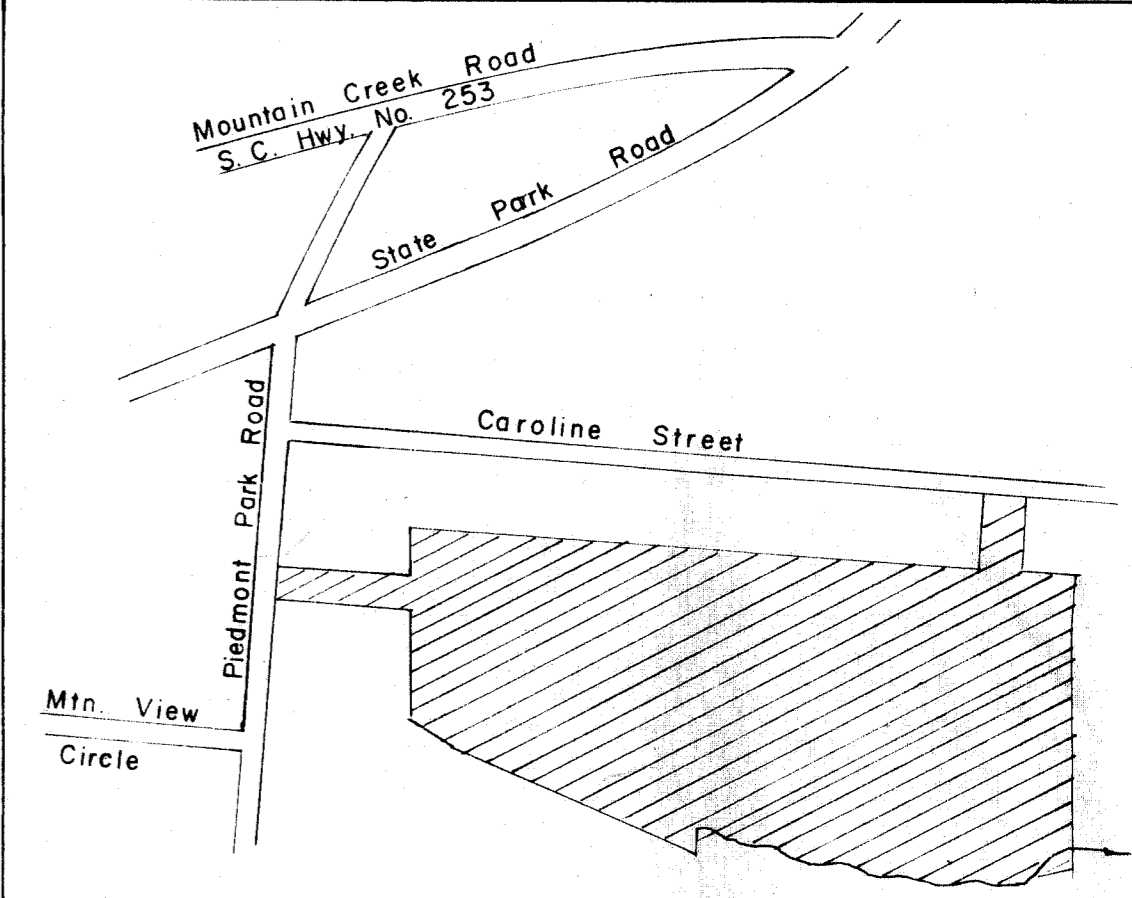 Mountain Creek Road
S. C. Hwy. No. 253
State Park Road
Caroline Street
Piedmont Park Road
Mtn. View
Circle